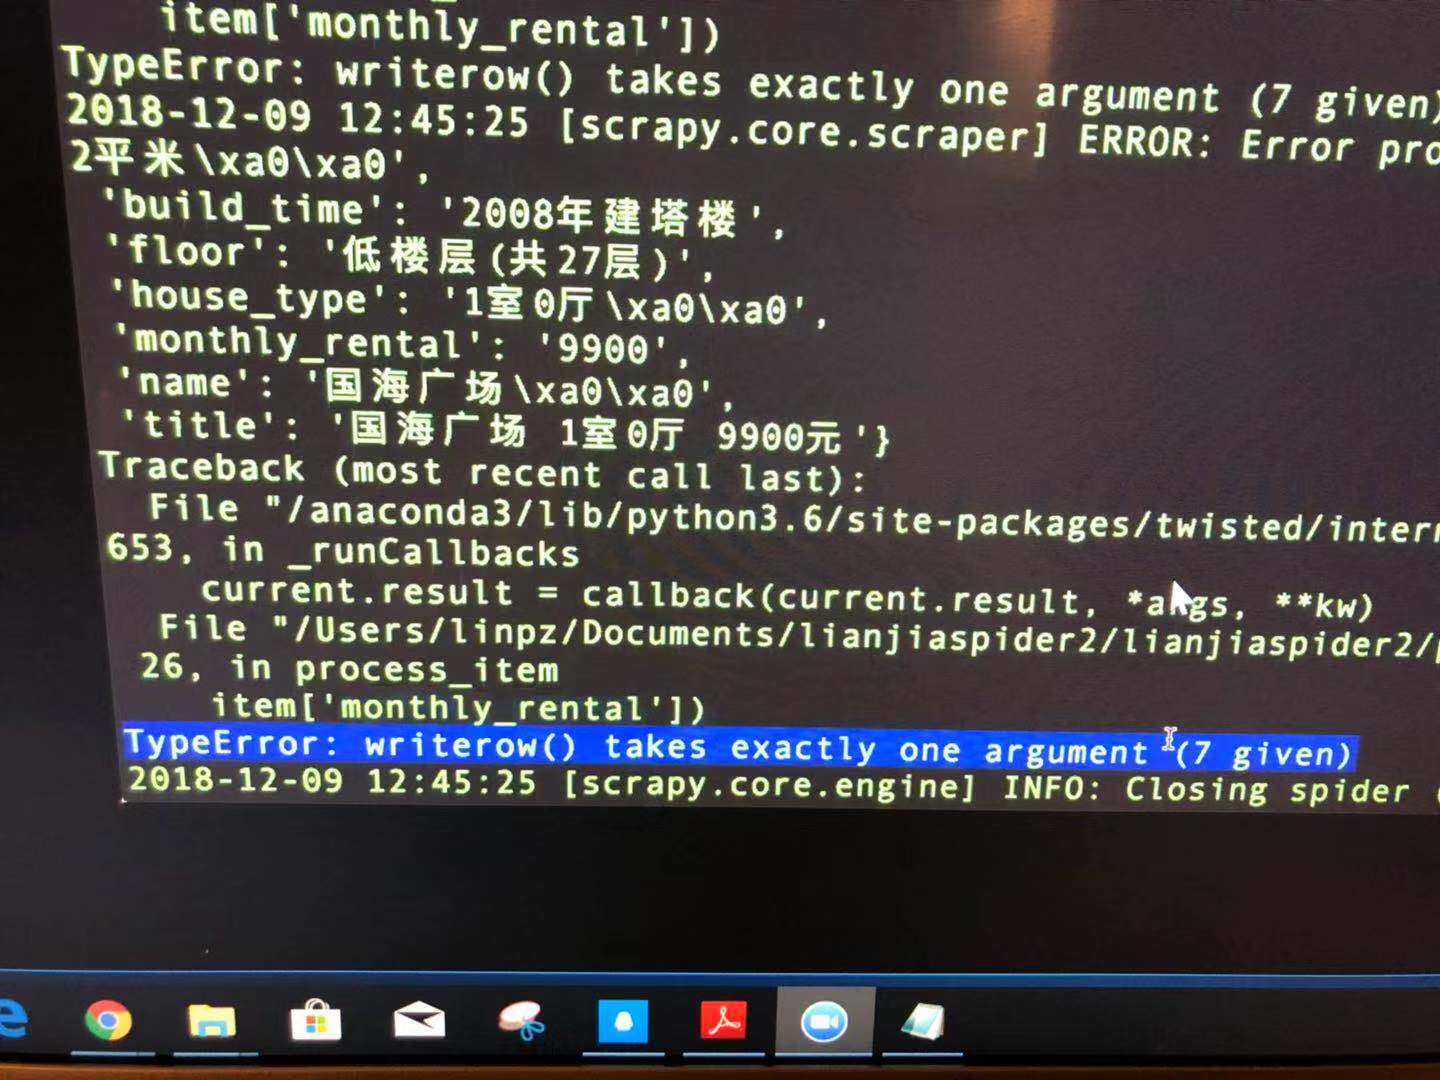 item['monthly_rental'])
TypeError: writerow() takes exactly one argument (7 given)
2018-12-09 12:45:25 [scrapy.core.scraper] ERROR: Error pro
2平米\xa0\xa0',
'build_time': '2008年建塔楼',
'floor': '低楼层(共27层)',
'house_type': '1室0厅\xa0\xa0',
'monthly_rental': '9900',
'name': '国海广场\xa0\xa0',
'title': '国海广场 1室0厅 9900元'}
Traceback (most recent call last):
File "/anaconda3/lib/python3.6/site-packages/twisted/intern
653, in _runCallbacks
current.result = callback(current.result, *args, **kw)
File "/Users/linpz/Documents/lianjiaspider2/lianjiaspider2/p
26, in process_item
item['monthly_rental'])
TypeError: writerow() takes exactly one argument (7 given)
2018-12-09 12:45:25 [scrapy.core.engine] INFO: Closing spider (